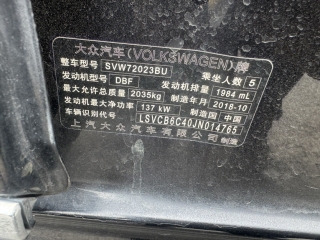 大众汽车(VOLKSWAGEN)牌
整车型号 SVW72023BU 乘坐人数 5
发动机型号 DBF 发动机排量 1984 mL
最大允许总质量 2035kg 制造年月 2018-10
发动机最大净功率 137 kW 制造国 中国
车辆识别代号 LSVCB6C40JN014765
上汽大众汽车有限公司 制造